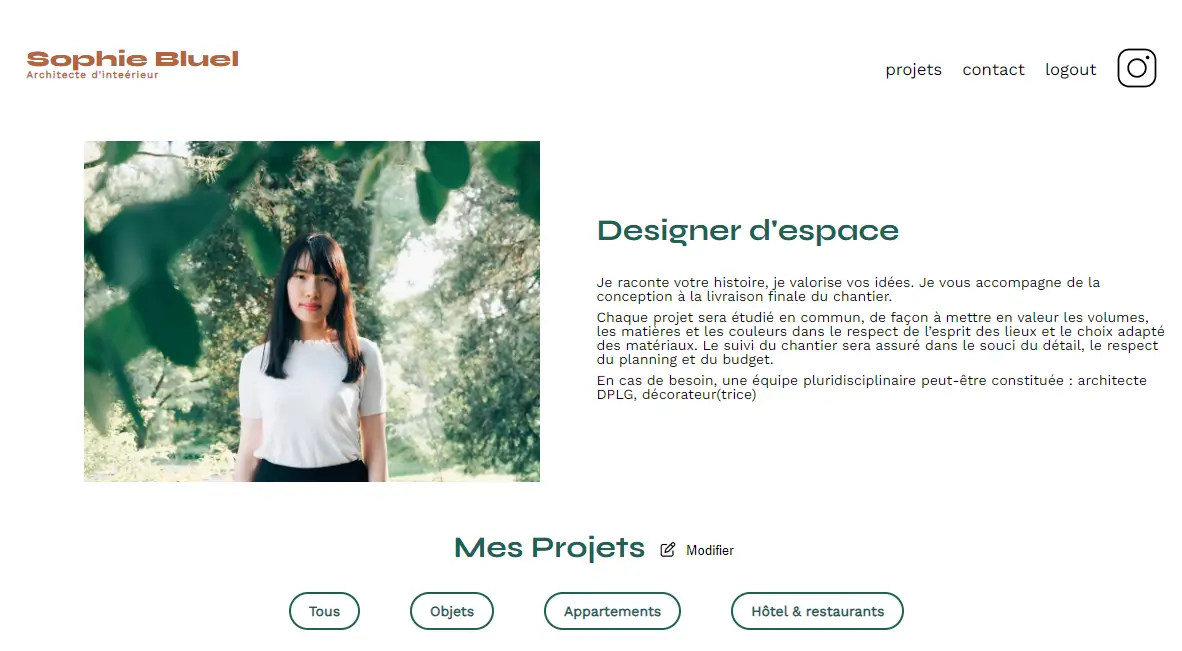 Sophie Bluel
Architecte d'inteérieur
projets contact logout
Designer d'espace
Je raconte votre histoire, je valorise vos idées. Je vous accompagne de la
conception à la livraison finale du chantier.
Chaque projet sera étudié en commun, de façon à mettre en valeur les volumes,
les matières et les couleurs dans le respect de l’esprit des lieux et le choix adapté
des matériaux. Le suivi du chantier sera assuré dans le souci du détail, le respect
du planning et du budget.
En cas de besoin, une équipe pluridisciplinaire peut-être constituée : architecte
DPLG, décorateur(trice)
Mes Projets Modifier
Tous Objets Appartements Hôtel & restaurants